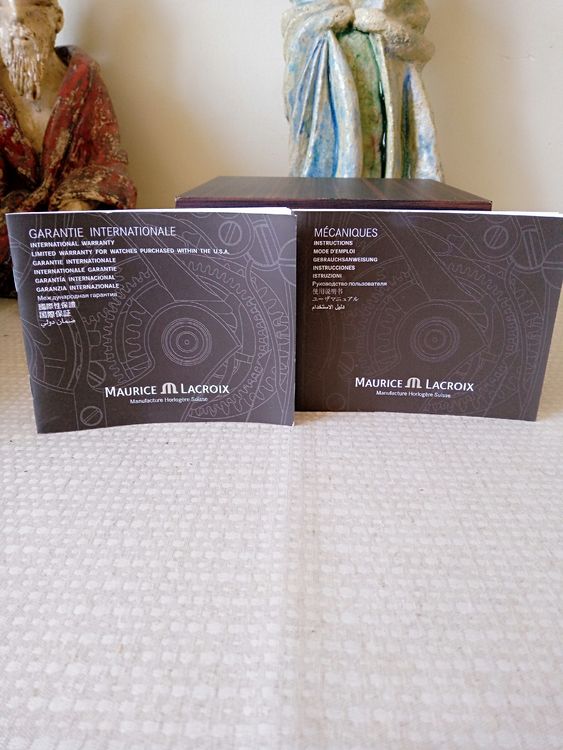 GARANTIE INTERNATIONALE
INTERNATIONAL WARRANTY
LIMITED WARRANTY FOR WATCHES PURCHASED WITHIN THE U.S.A.
GARANTIE INTERNATIONALE
INTERNATIONALE GARANTIE
GARANTÍA INTERNACIONAL
GARANZIA INTERNAZIONALE
Международная гарантия
國際性保證
国際保証
ضمان دولي
MAURICE LACROIX
Manufacture Horlogère Suisse
MÉCANIQUES
INSTRUCTIONS
MODE D'EMPLOI
GEBRAUCHSANWEISUNG
INSTRUCCIONES
ISTRUZIONI
Руководство пользователя
使用說明書
ユーザマニュアル
دليل الاستخدام
MAURICE LACROIX
Manufacture Horlogère Suisse